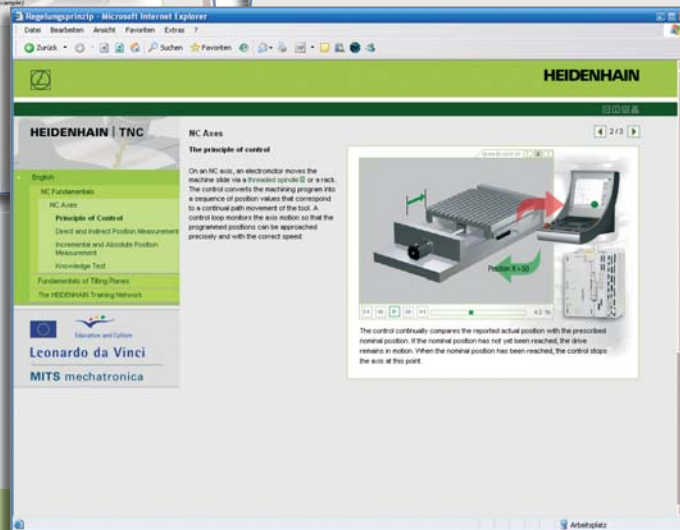 Regelungsprinzip - Microsoft Internet Explorer
Datei Bearbeiten Ansicht Favoriten Extras ?
Zurück Suchen Favoriten
HEIDENHAIN
HEIDENHAIN | TNC
English
NC Fundamentals
NC Axes
Principle of Control
Direct and Indirect Position Measurement
Incremental and Absolute Position
Measurement
Knowledge Test
Fundamentals of Tilting Planes
The HEIDENHAIN Training Network
Education and Culture
Leonardo da Vinci
MITS mechatronica
NC Axes
The principle of control
On an NC axis, an electromotor moves the
machine slide via a threaded spindle or a rack.
The control converts the machining program into
a sequence of position values that correspond
to a continual path movement of the tool. A
control loop monitors the axis motion so that the
programmed positions can be approached
precisely and with the correct speed.
2/3
Position X = 50
42 %
The control continually compares the reported actual position with the prescribed
nominal position. If the nominal position has not yet been reached, the drive
remains in motion. When the nominal position has been reached, the control stops
the axis at this point.
Arbeitsplatz